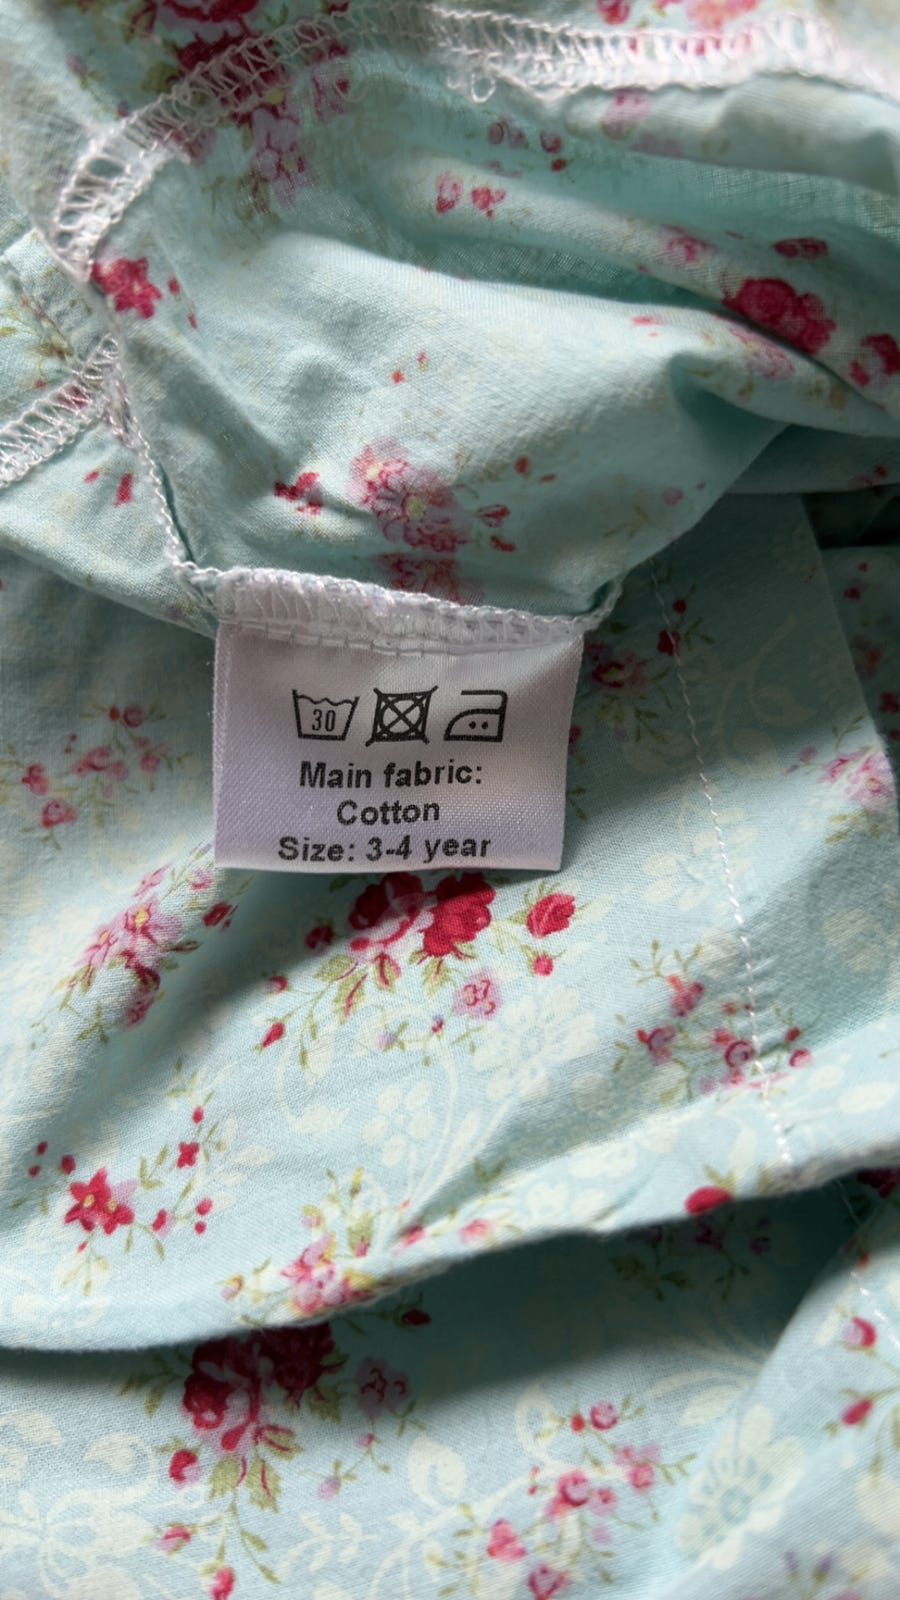 30
Main fabric:
Cotton
Size: 3-4 year